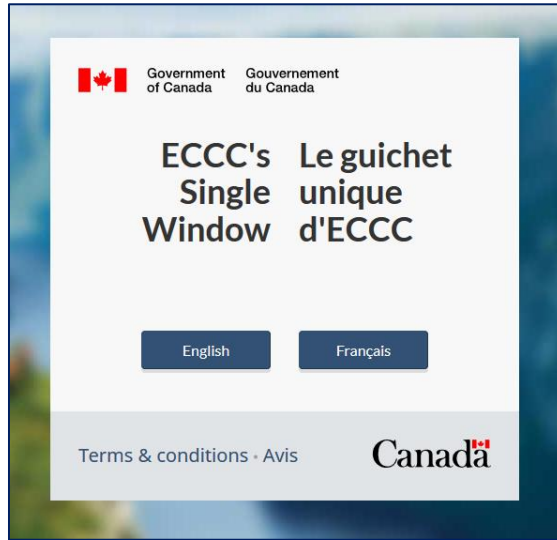 Government
of Canada
Gouvernement
du Canada
ECCC's
Single
Window
Le guichet
unique
d'ECCC
English
Français
Terms & conditions • Avis
Canada